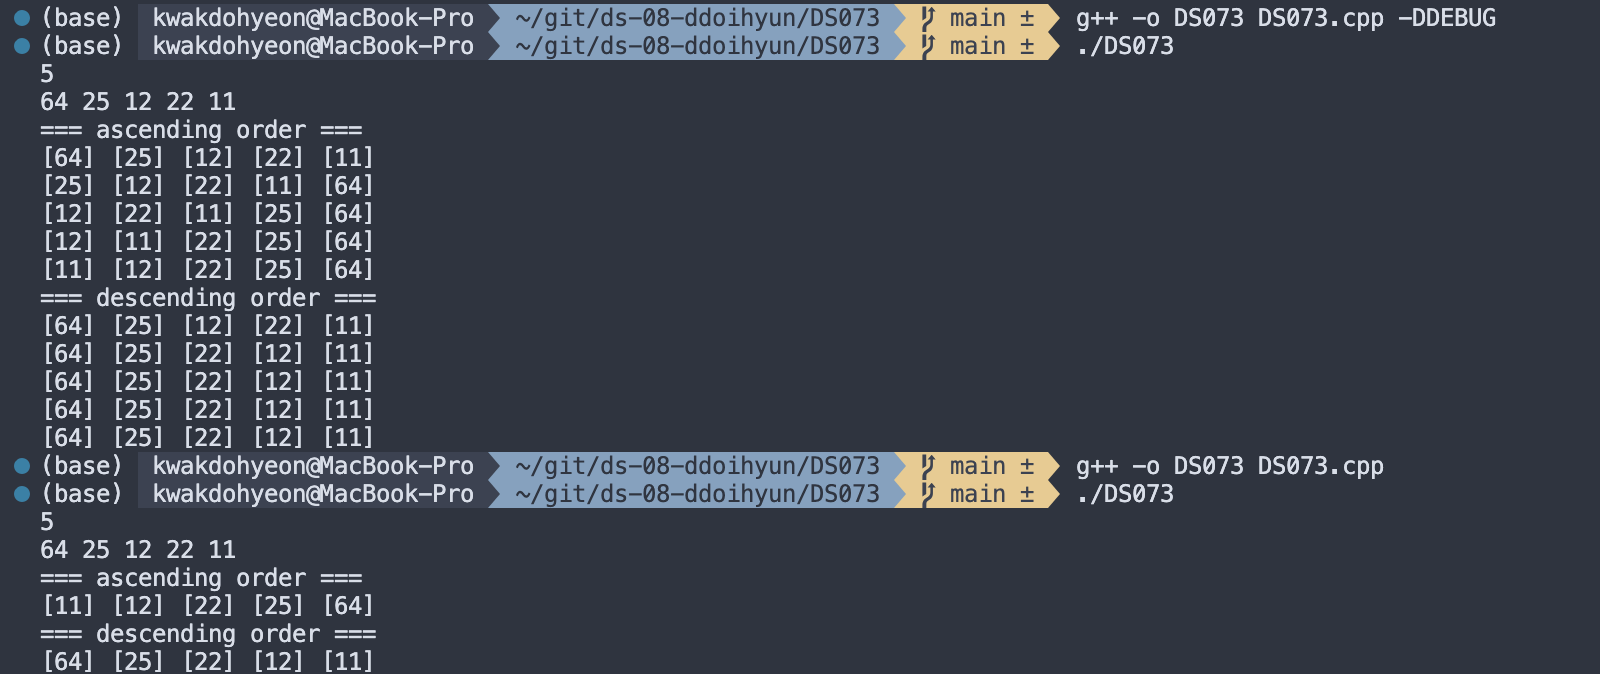 (base) kwakdohyeon@MacBook-Pro ~/git/ds-08-ddoihyun/DS073 main ± g++ -o DS073 DS073.cpp -DDEBUG
(base) kwakdohyeon@MacBook-Pro ~/git/ds-08-ddoihyun/DS073 main ± ./DS073
5
64 25 12 22 11
=== ascending order ===
[64] [25] [12] [22] [11]
[25] [12] [22] [11] [64]
[12] [22] [11] [25] [64]
[12] [11] [22] [25] [64]
[11] [12] [22] [25] [64]
=== descending order ===
[64] [25] [12] [22] [11]
[64] [25] [22] [12] [11]
[64] [25] [22] [12] [11]
[64] [25] [22] [12] [11]
[64] [25] [22] [12] [11]
(base) kwakdohyeon@MacBook-Pro ~/git/ds-08-ddoihyun/DS073 main ± g++ -o DS073 DS073.cpp
(base) kwakdohyeon@MacBook-Pro ~/git/ds-08-ddoihyun/DS073 main ± ./DS073
5
64 25 12 22 11
=== ascending order ===
[11] [12] [22] [25] [64]
=== descending order ===
[64] [25] [22] [12] [11]